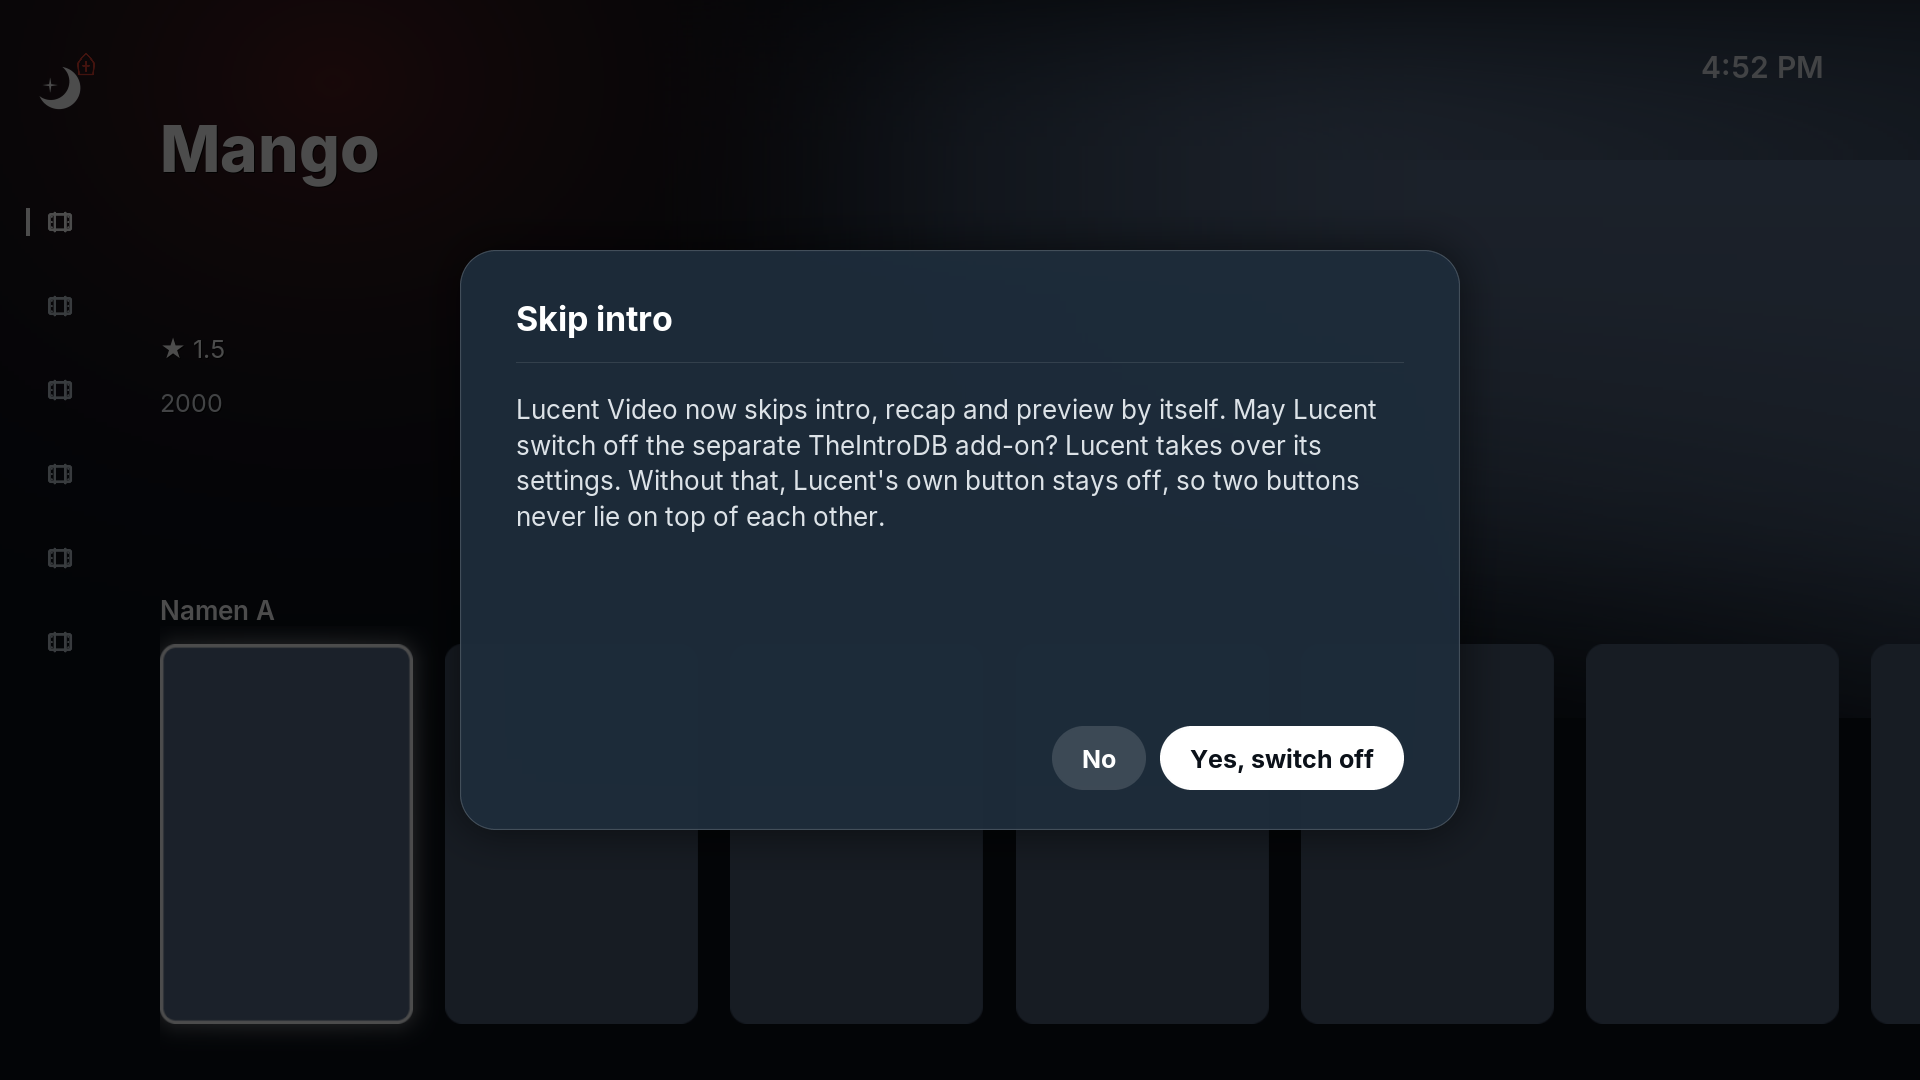 4:52 PM
Mango
★ 1.5
2000
Skip intro
Lucent Video now skips intro, recap and preview by itself. May Lucent
switch off the separate TheIntroDB add-on? Lucent takes over its
settings. Without that, Lucent's own button stays off, so two buttons
never lie on top of each other.
No
Yes, switch off
Namen A